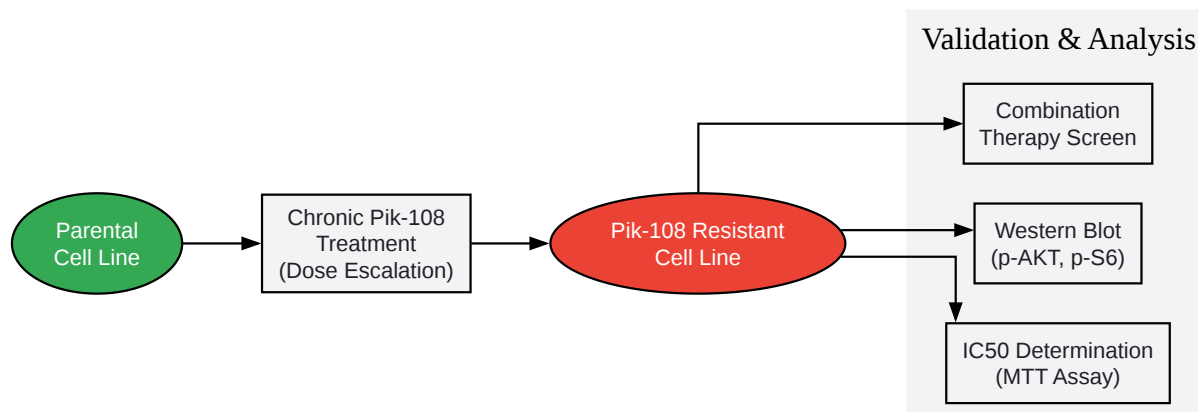 Validation & Analysis
Combination
Therapy Screen
Parental
Cell Line
Chronic Pik-108
Treatment
(Dose Escalation)
Pik-108 Resistant
Cell Line
Western Blot
(p-AKT, p-S6)
IC50 Determination
(MTT Assay)